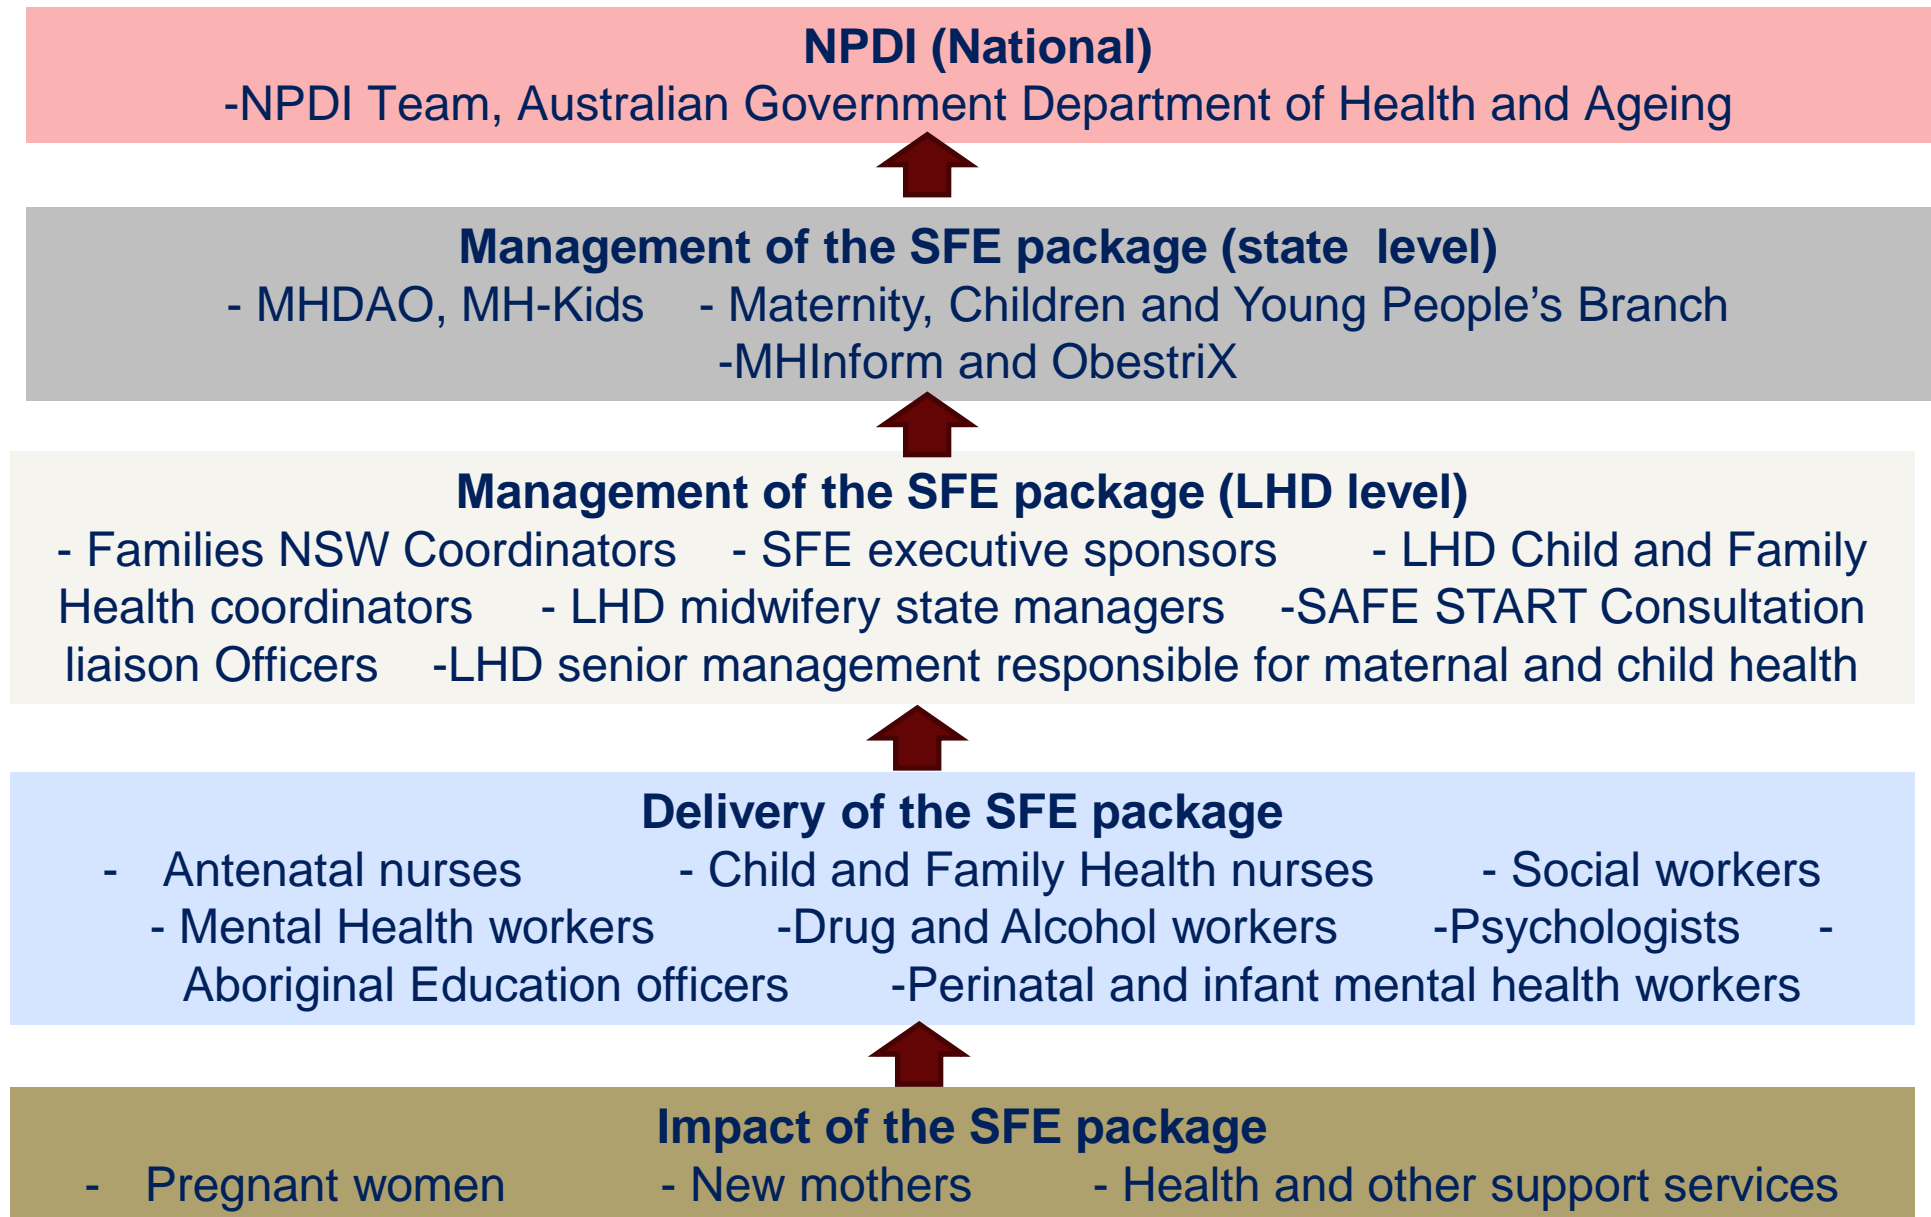 NPDI (National)
-NPDI Team, Australian Government Department of Health and Ageing
Management of the SFE package (state  level)
- MHDAO, MH-Kids    - Maternity, Children and Young People’s Branch
-MHInform and ObestriX
Management of the SFE package (LHD level)
- Families NSW Coordinators    - SFE executive sponsors    - LHD Child and Family
Health coordinators    - LHD midwifery state managers    -SAFE START Consultation
liaison Officers    -LHD senior management responsible for maternal and child health
Delivery of the SFE package
-   Antenatal nurses    - Child and Family Health nurses    - Social workers
- Mental Health workers    -Drug and Alcohol workers    -Psychologists    -
Aboriginal Education officers    -Perinatal and infant mental health workers
Impact of the SFE package
-   Pregnant women    - New mothers    - Health and other support services